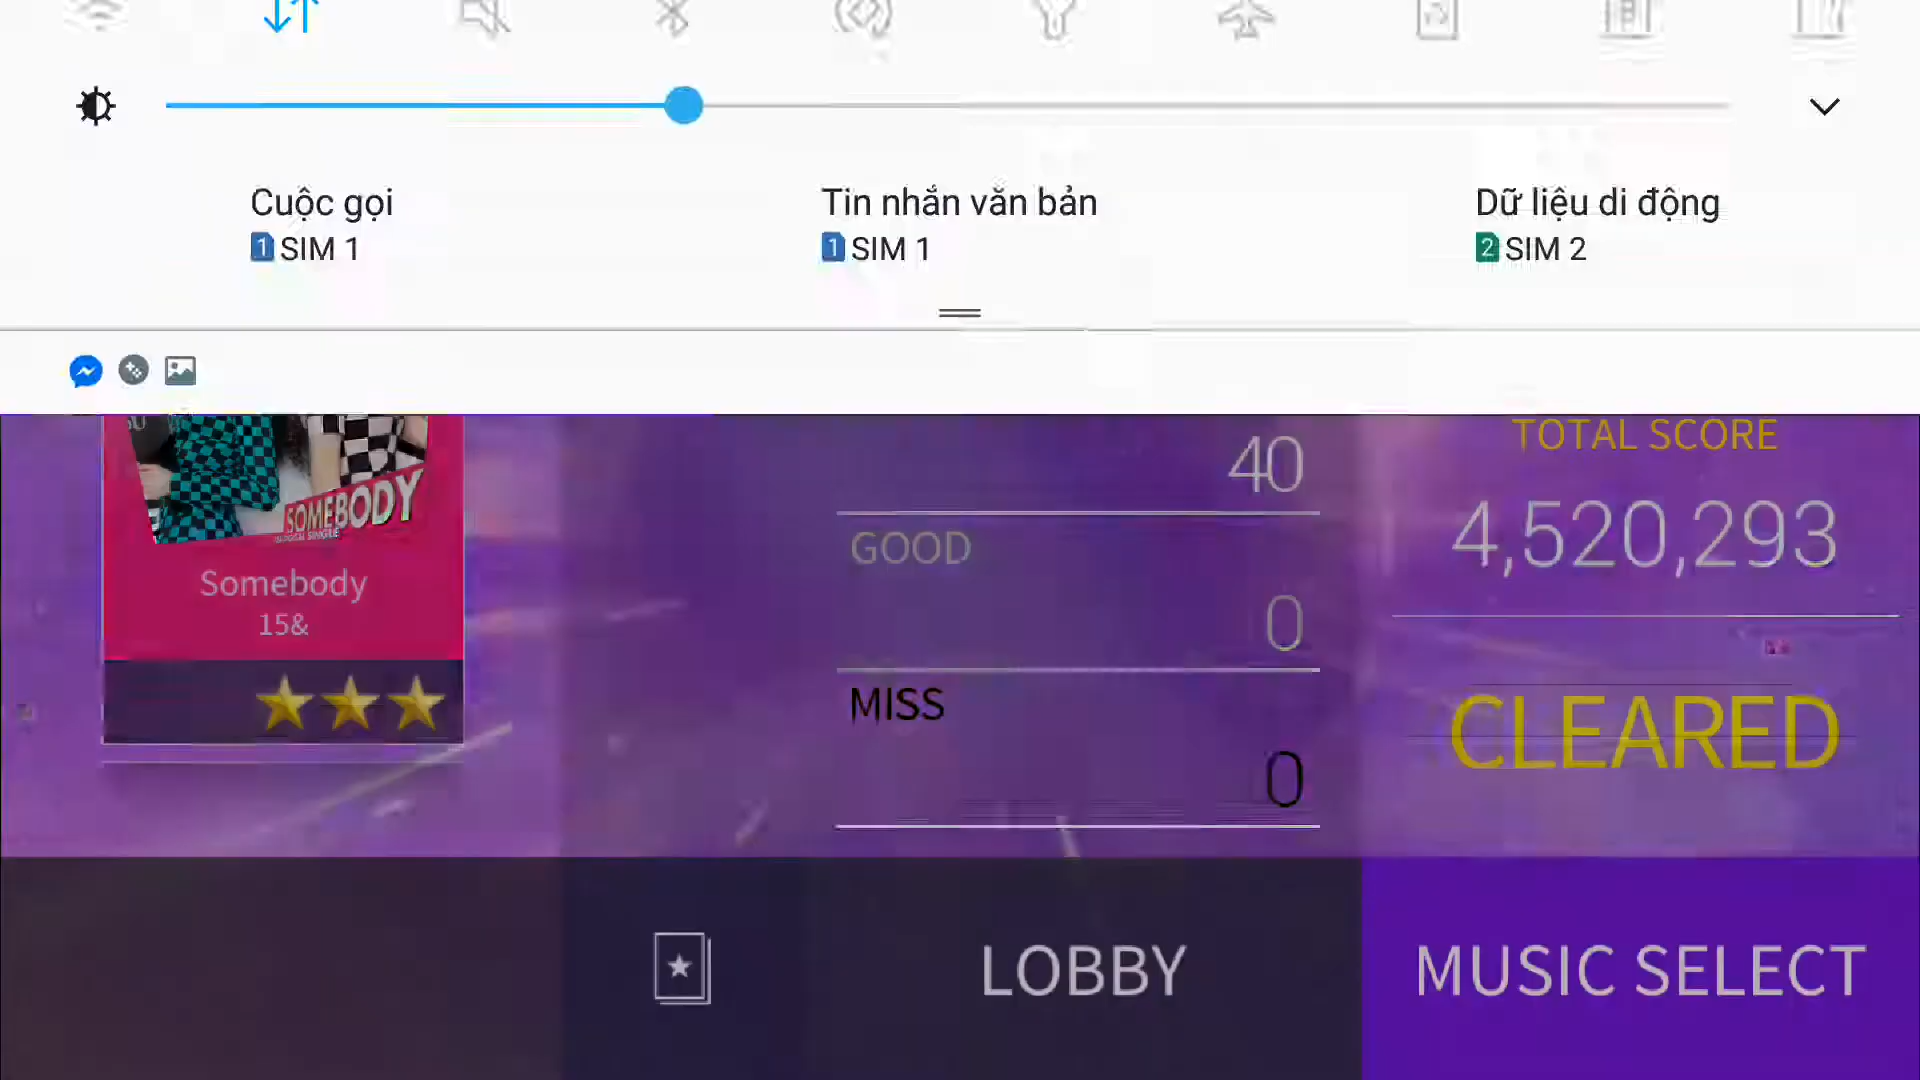 Cuộc gọi
1 SIM 1
Tin nhắn văn bản
1 SIM 1
Dữ liệu di động
2 SIM 2
SOMEBODY
Somebody
15&
40
GOOD
0
MISS
0
TOTAL SCORE
4,520,293
CLEARED
LOBBY
MUSIC SELECT